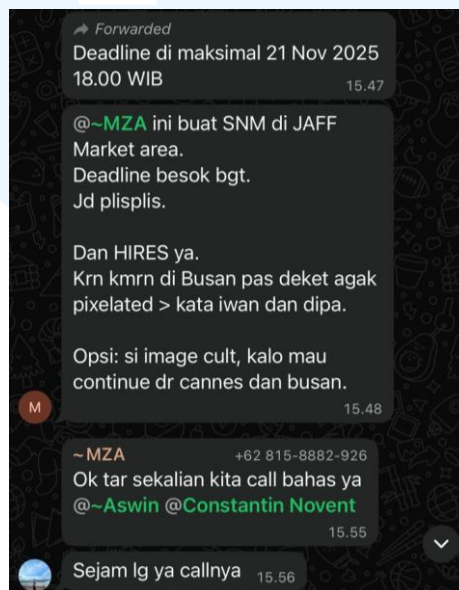 Forwarded
Deadline di maksimal 21 Nov 2025
18.00 WIB
15.47
@~MZA ini buat SNM di JAFF
Market area.
Deadline besok bgt.
Jd plisplis.
Dan HIRES ya.
Krn kmrn di Busan pas deket agak
pixelated > kata iwan dan dipa.
Opsi: si image cult, kalo mau
continue dr cannes dan busan.
M
15.48
~MZA +62 815-8882-926
Ok tar sekalian kita call bahas ya
@~Aswin @Constantin Novent
15.55
Sejam lg ya callnya 15.56